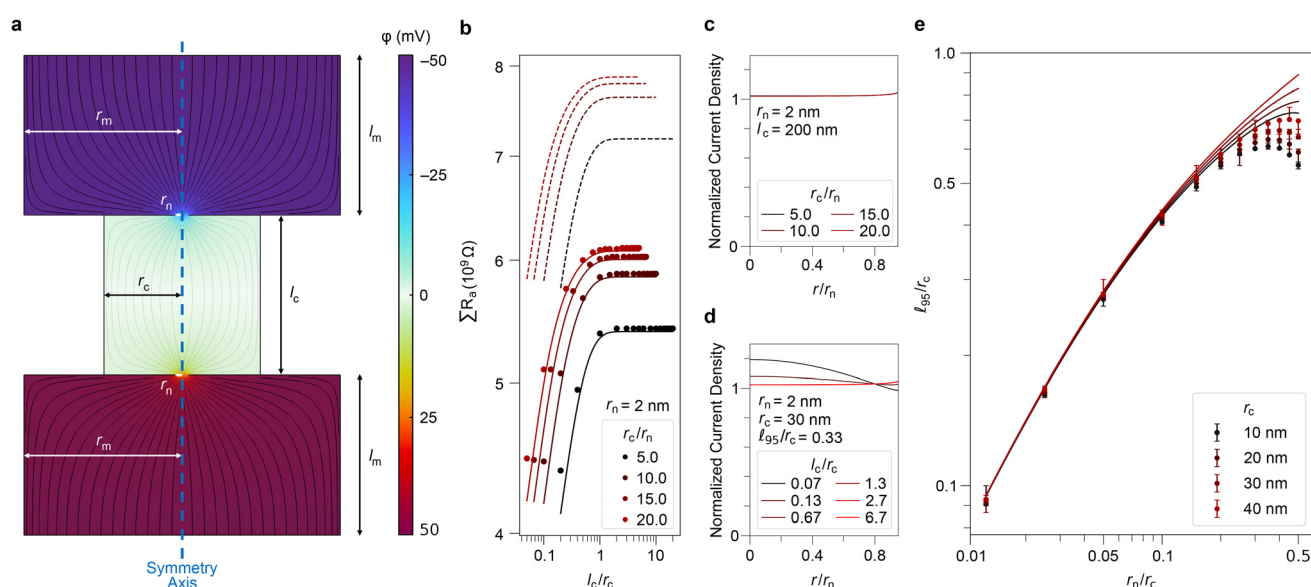 a
φ (mV)
−50
−25
0
25
50
r_m
l_m
r_n
r_c
l_c
r_n
r_m
l_m
Symmetry
Axis
b
ΣR_a (10⁹ Ω)
8
7
6
5
4
r_n = 2 nm
r_c/r_n
5.0
10.0
15.0
20.0
0.1
1
10
l_c/r_c
c
Normalized Current Density
1
0
r_n = 2 nm
l_c = 200 nm
r_c/r_n
5.0 15.0
10.0 20.0
0 0.4 0.8
r/r_n
d
Normalized Current Density
1
0
r_n = 2 nm
r_c = 30 nm
ℓ₉₅/r_c = 0.33
l_c/r_c
0.07 1.3
0.13 2.7
0.67 6.7
0 0.4 0.8
r/r_n
e
ℓ₉₅/r_c
1.0
0.5
0.1
r_c
10 nm
20 nm
30 nm
40 nm
0.01 0.05 0.1 0.5
r_n/r_c